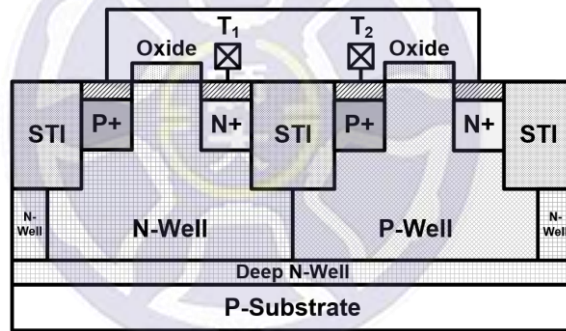 T1 T2
Oxide Oxide
STI P+ N+ STI P+ N+ STI
N-
Well
N-Well P-Well
N-
Well
Deep N-Well
P-Substrate